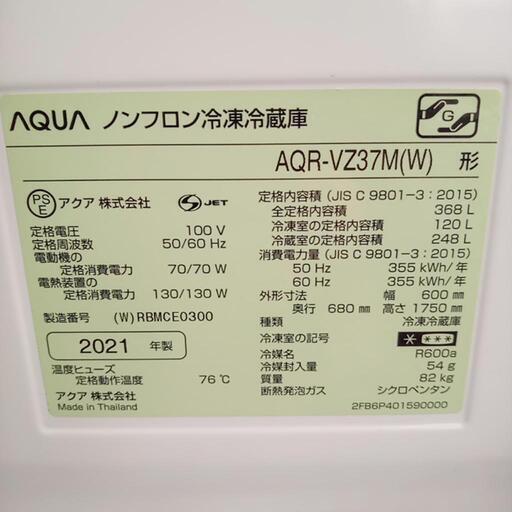 AQUA ノンフロン冷凍冷蔵庫
G
AQR-VZ37M(W) 形
PS E アクア 株式会社 S JET
定格電圧 100 V
定格周波数 50/60 Hz
電動機の
定格消費電力 70/70 W
電熱装置の
定格消費電力 130/130 W
製造番号 (W)RBMCE0300
2021 年製
温度ヒューズ
定格動作温度 76℃
アクア 株式会社
Made in Thailand
定格内容積 (JIS C 9801-3:2015)
全定格内容積 368 L
冷凍室の定格内容積 120 L
冷蔵室の定格内容積 248 L
消費電力量 (JIS C 9801-3:2015)
50 Hz 355 kWh/年
60 Hz 355 kWh/年
外形寸法 幅 600 mm
奥行 680 mm 高さ 1750 mm
種類 冷凍冷蔵庫
冷凍室の記号 * ***
冷媒 R600a
冷媒封入量 54 g
質量 82 kg
断熱発泡ガス シクロペンタン
2FB6P401590000